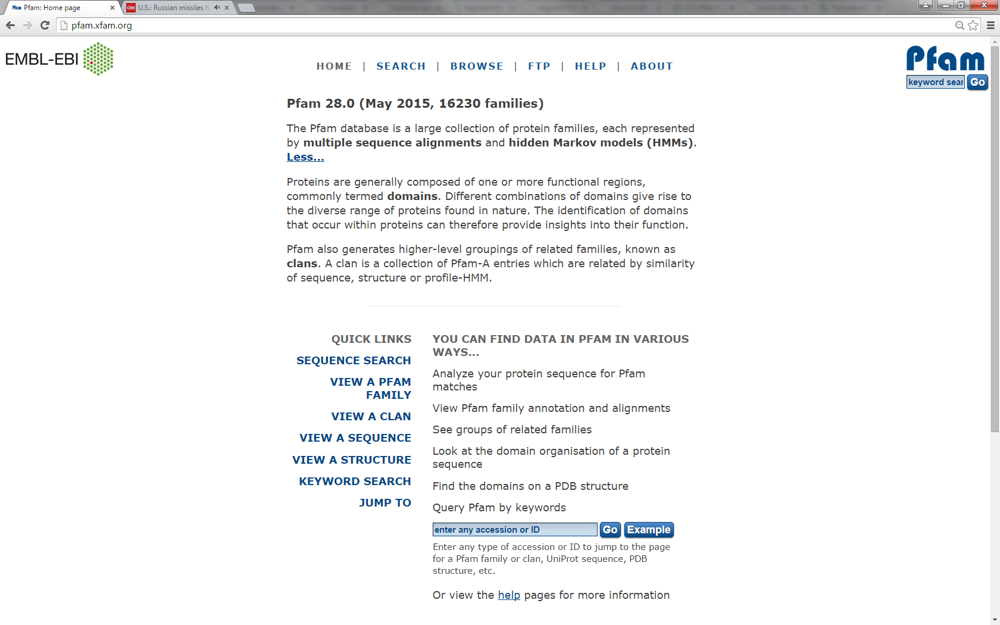 Pfam: Home page
CNN U.S.: Russian missiles h
pfam.xfam.org
EMBL-EBI
HOME | SEARCH | BROWSE | FTP | HELP | ABOUT
Pfam
keyword sear Go
Pfam 28.0 (May 2015, 16230 families)
The Pfam database is a large collection of protein families, each represented
by multiple sequence alignments and hidden Markov models (HMMs).
Less...
Proteins are generally composed of one or more functional regions,
commonly termed domains. Different combinations of domains give rise to
the diverse range of proteins found in nature. The identification of domains
that occur within proteins can therefore provide insights into their function.
Pfam also generates higher-level groupings of related families, known as
clans. A clan is a collection of Pfam-A entries which are related by similarity
of sequence, structure or profile-HMM.
QUICK LINKS
SEQUENCE SEARCH
VIEW A PFAM
FAMILY
VIEW A CLAN
VIEW A SEQUENCE
VIEW A STRUCTURE
KEYWORD SEARCH
JUMP TO
YOU CAN FIND DATA IN PFAM IN VARIOUS
WAYS...
Analyze your protein sequence for Pfam
matches
View Pfam family annotation and alignments
See groups of related families
Look at the domain organisation of a protein
sequence
Find the domains on a PDB structure
Query Pfam by keywords
enter any accession or ID Go Example
Enter any type of accession or ID to jump to the page
for a Pfam family or clan, UniProt sequence, PDB
structure, etc.
Or view the help pages for more information